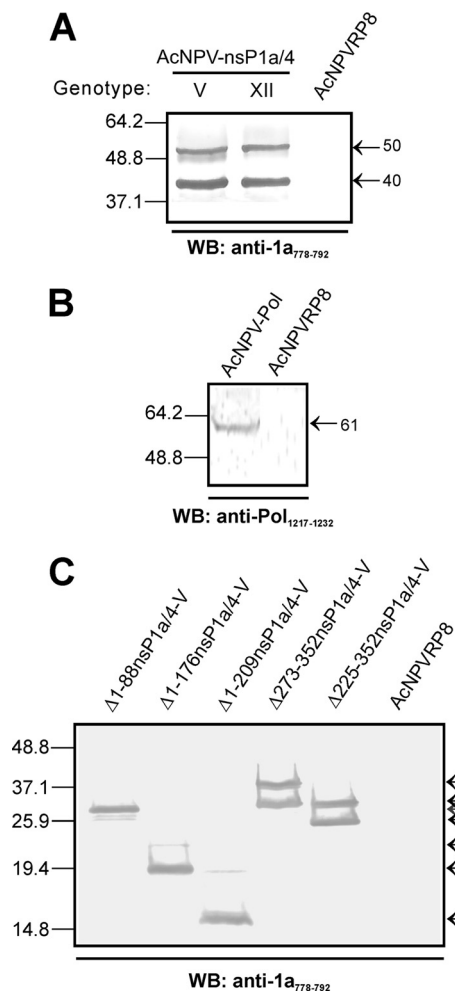 A
AcNPV-nsP1a/4
AcNPVRP8
Genotype: V XII
64.2
48.8
37.1
50
40
WB: anti-1a778-792
B
AcNPV-Pol
AcNPVRP8
64.2
48.8
61
WB: anti-Pol1217-1232
C
Δ1-88nsP1a/4-V
Δ1-176nsP1a/4-V
Δ1-209nsP1a/4-V
Δ273-352nsP1a/4-V
Δ225-352nsP1a/4-V
AcNPVRP8
48.8
37.1
25.9
19.4
14.8
WB: anti-1a778-792